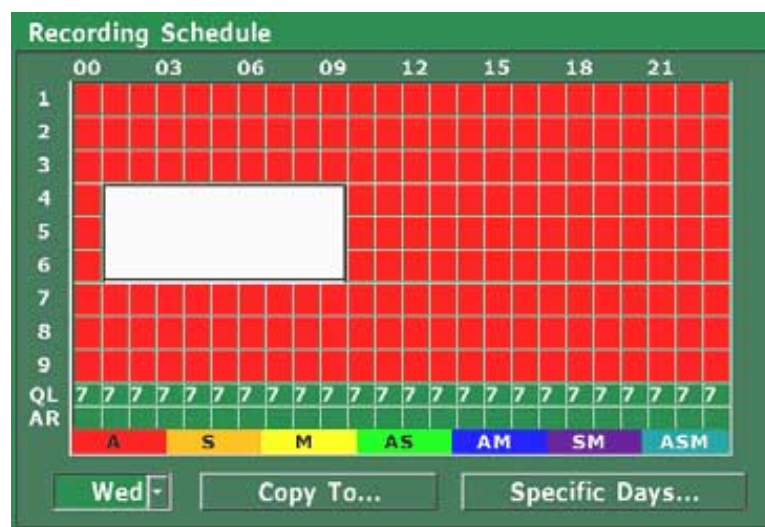 Recording Schedule
00 03 06 09 12 15 18 21
1
2
3
4
5
6
7
8
9
QL 7 7 7 7 7 7 7 7 7 7 7 7 7 7 7 7 7 7 7 7 7 7 7 7
AR
A S M AS AM SM ASM
Wed Copy To... Specific Days...